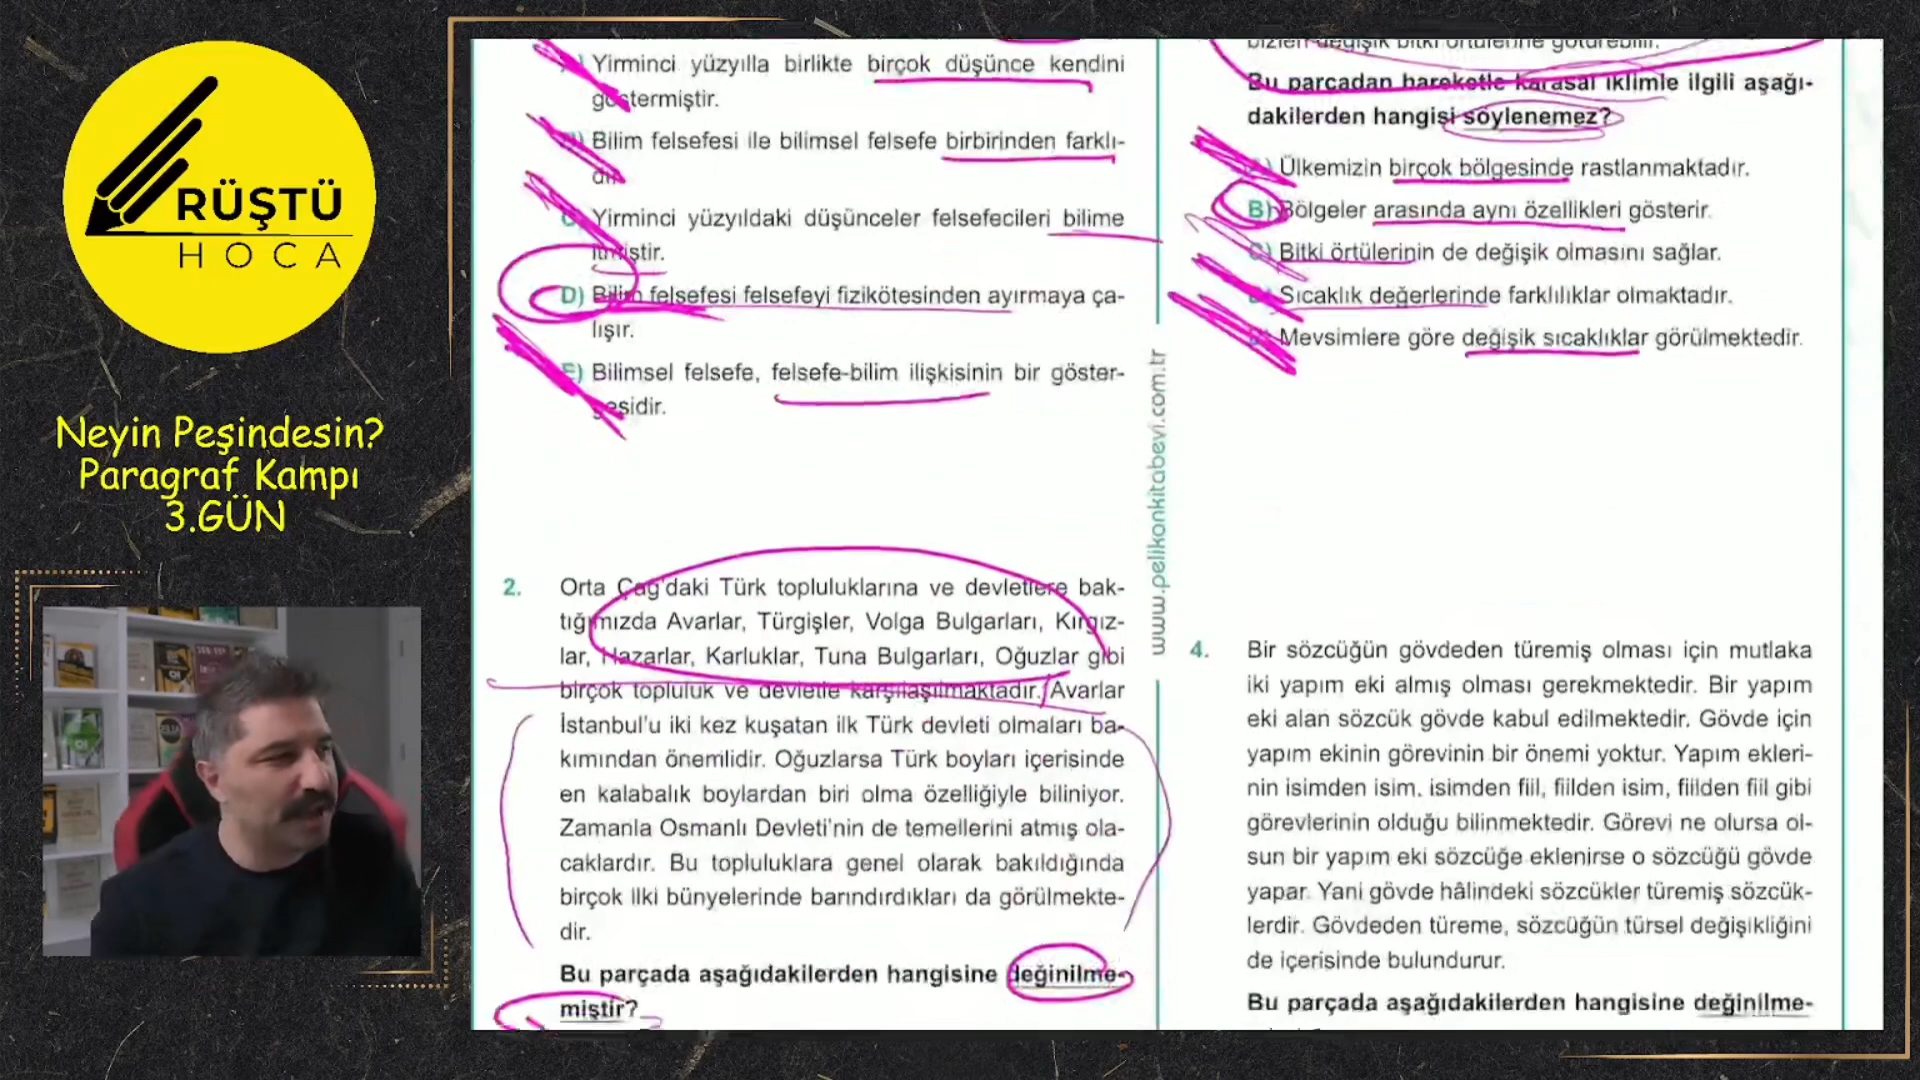 RÜŞTÜ
HOCA
Neyin Peşindesin?
Paragraf Kampı
3.GÜN
Yirminci yüzyılla birlikte birçok düşünce kendini
göstermiştir.
Bilim felsefesi ile bilimsel felsefe birbirinden farklı-
dır.
C) Yirminci yüzyıldaki düşünceler felsefecileri bilime
itmiştir.
D) Bilim felsefesi felsefeyi fizikötesinden ayırmaya ça-
lışır.
E) Bilimsel felsefe, felsefe-bilim ilişkisinin bir göster-
gesidir.
2. Orta Çağ'daki Türk topluluklarına ve devletlere bak-
tığımızda Avarlar, Türgişler, Volga Bulgarları, Kırgız-
lar, Hazarlar, Karluklar, Tuna Bulgarları, Oğuzlar gibi
birçok topluluk ve devletle karşılaşılmaktadır. Avarlar
İstanbul'u iki kez kuşatan ilk Türk devleti olmaları ba-
kımından önemlidir. Oğuzlarsa Türk boyları içerisinde
en kalabalık boylardan biri olma özelliğiyle biliniyor.
Zamanla Osmanlı Devleti'nin de temellerini atmış ola-
caklardır. Bu topluluklara genel olarak bakıldığında
birçok ilki bünyelerinde barındırdıkları da görülmekte-
dir.
Bu parçada aşağıdakilerden hangisine değinilme-
miştir?
www.pelikonkitabevi.com.tr
bizleri değişik bitki örtülerine götürebilir.
Bu parçadan hareketle karasal iklimle ilgili aşağı-
dakilerden hangisi söylenemez?
Ülkemizin birçok bölgesinde rastlanmaktadır.
B) Bölgeler arasında aynı özellikleri gösterir.
C) Bitki örtülerinin de değişik olmasını sağlar.
Sıcaklık değerlerinde farklılıklar olmaktadır.
Mevsimlere göre değişik sıcaklıklar görülmektedir.
4. Bir sözcüğün gövdeden türemiş olması için mutlaka
iki yapım eki almış olması gerekmektedir. Bir yapım
eki alan sözcük gövde kabul edilmektedir. Gövde için
yapım ekinin görevinin bir önemi yoktur. Yapım ekleri-
nin isimden isim, isimden fiil, fiilden isim, fiilden fiil gibi
görevlerinin olduğu bilinmektedir. Görevi ne olursa ol-
sun bir yapım eki sözcüğe eklenirse o sözcüğü gövde
yapar. Yani gövde hâlindeki sözcükler türemiş sözcük-
lerdir. Gövdeden türeme, sözcüğün türsel değişikliğini
de içerisinde bulundurur.
Bu parçada aşağıdakilerden hangisine değinilme-